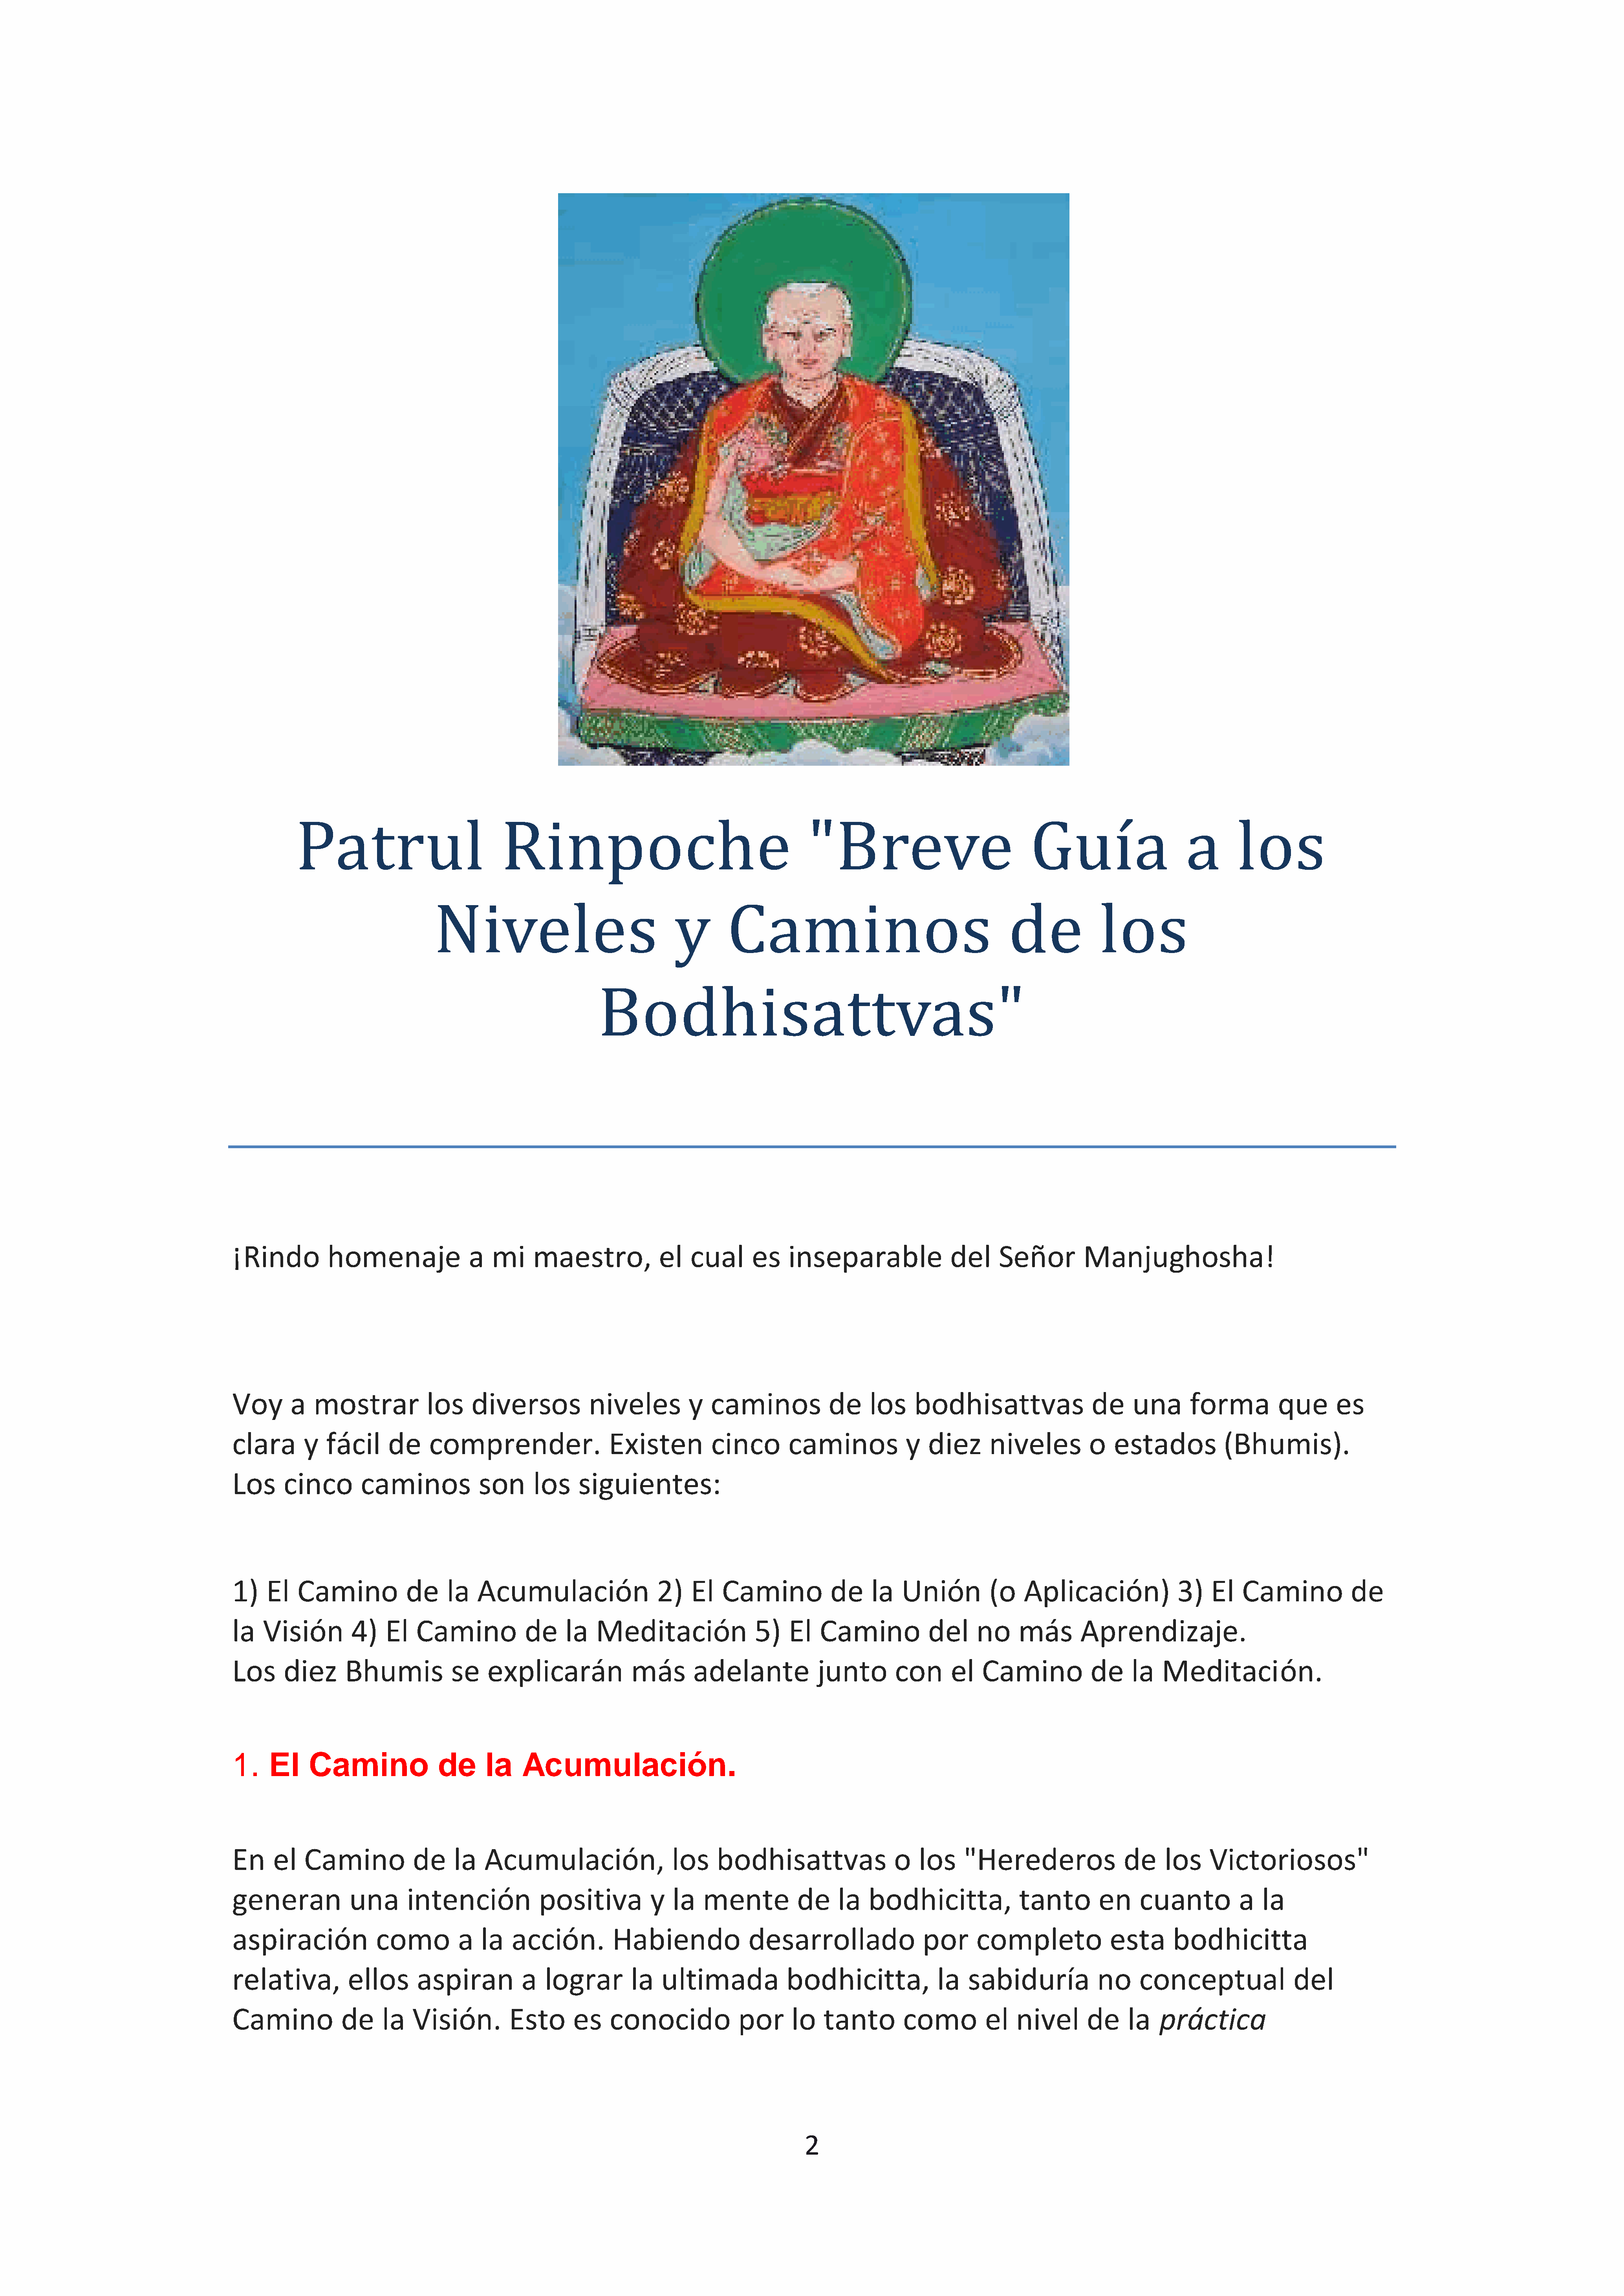 Patrul Rinpoche "Breve Guía a los
Niveles y Caminos de los
Bodhisattvas"
¡Rindo homenaje a mi maestro, el cual es inseparable del Señor Manjughosha!
Voy a mostrar los diversos niveles y caminos de los bodhisattvas de una forma que es
clara y fácil de comprender. Existen cinco caminos y diez niveles o estados (Bhumis).
Los cinco caminos son los siguientes:
1) El Camino de la Acumulación 2) El Camino de la Unión (o Aplicación) 3) El Camino de
la Visión 4) El Camino de la Meditación 5) El Camino del no más Aprendizaje.
Los diez Bhumis se explicarán más adelante junto con el Camino de la Meditación.
1. El Camino de la Acumulación.
En el Camino de la Acumulación, los bodhisattvas o los "Herederos de los Victoriosos"
generan una intención positiva y la mente de la bodhicitta, tanto en cuanto a la
aspiración como a la acción. Habiendo desarrollado por completo esta bodhicitta
relativa, ellos aspiran a lograr la ultimada bodhicitta, la sabiduría no conceptual del
Camino de la Visión. Esto es conocido por lo tanto como el nivel de la práctica
2